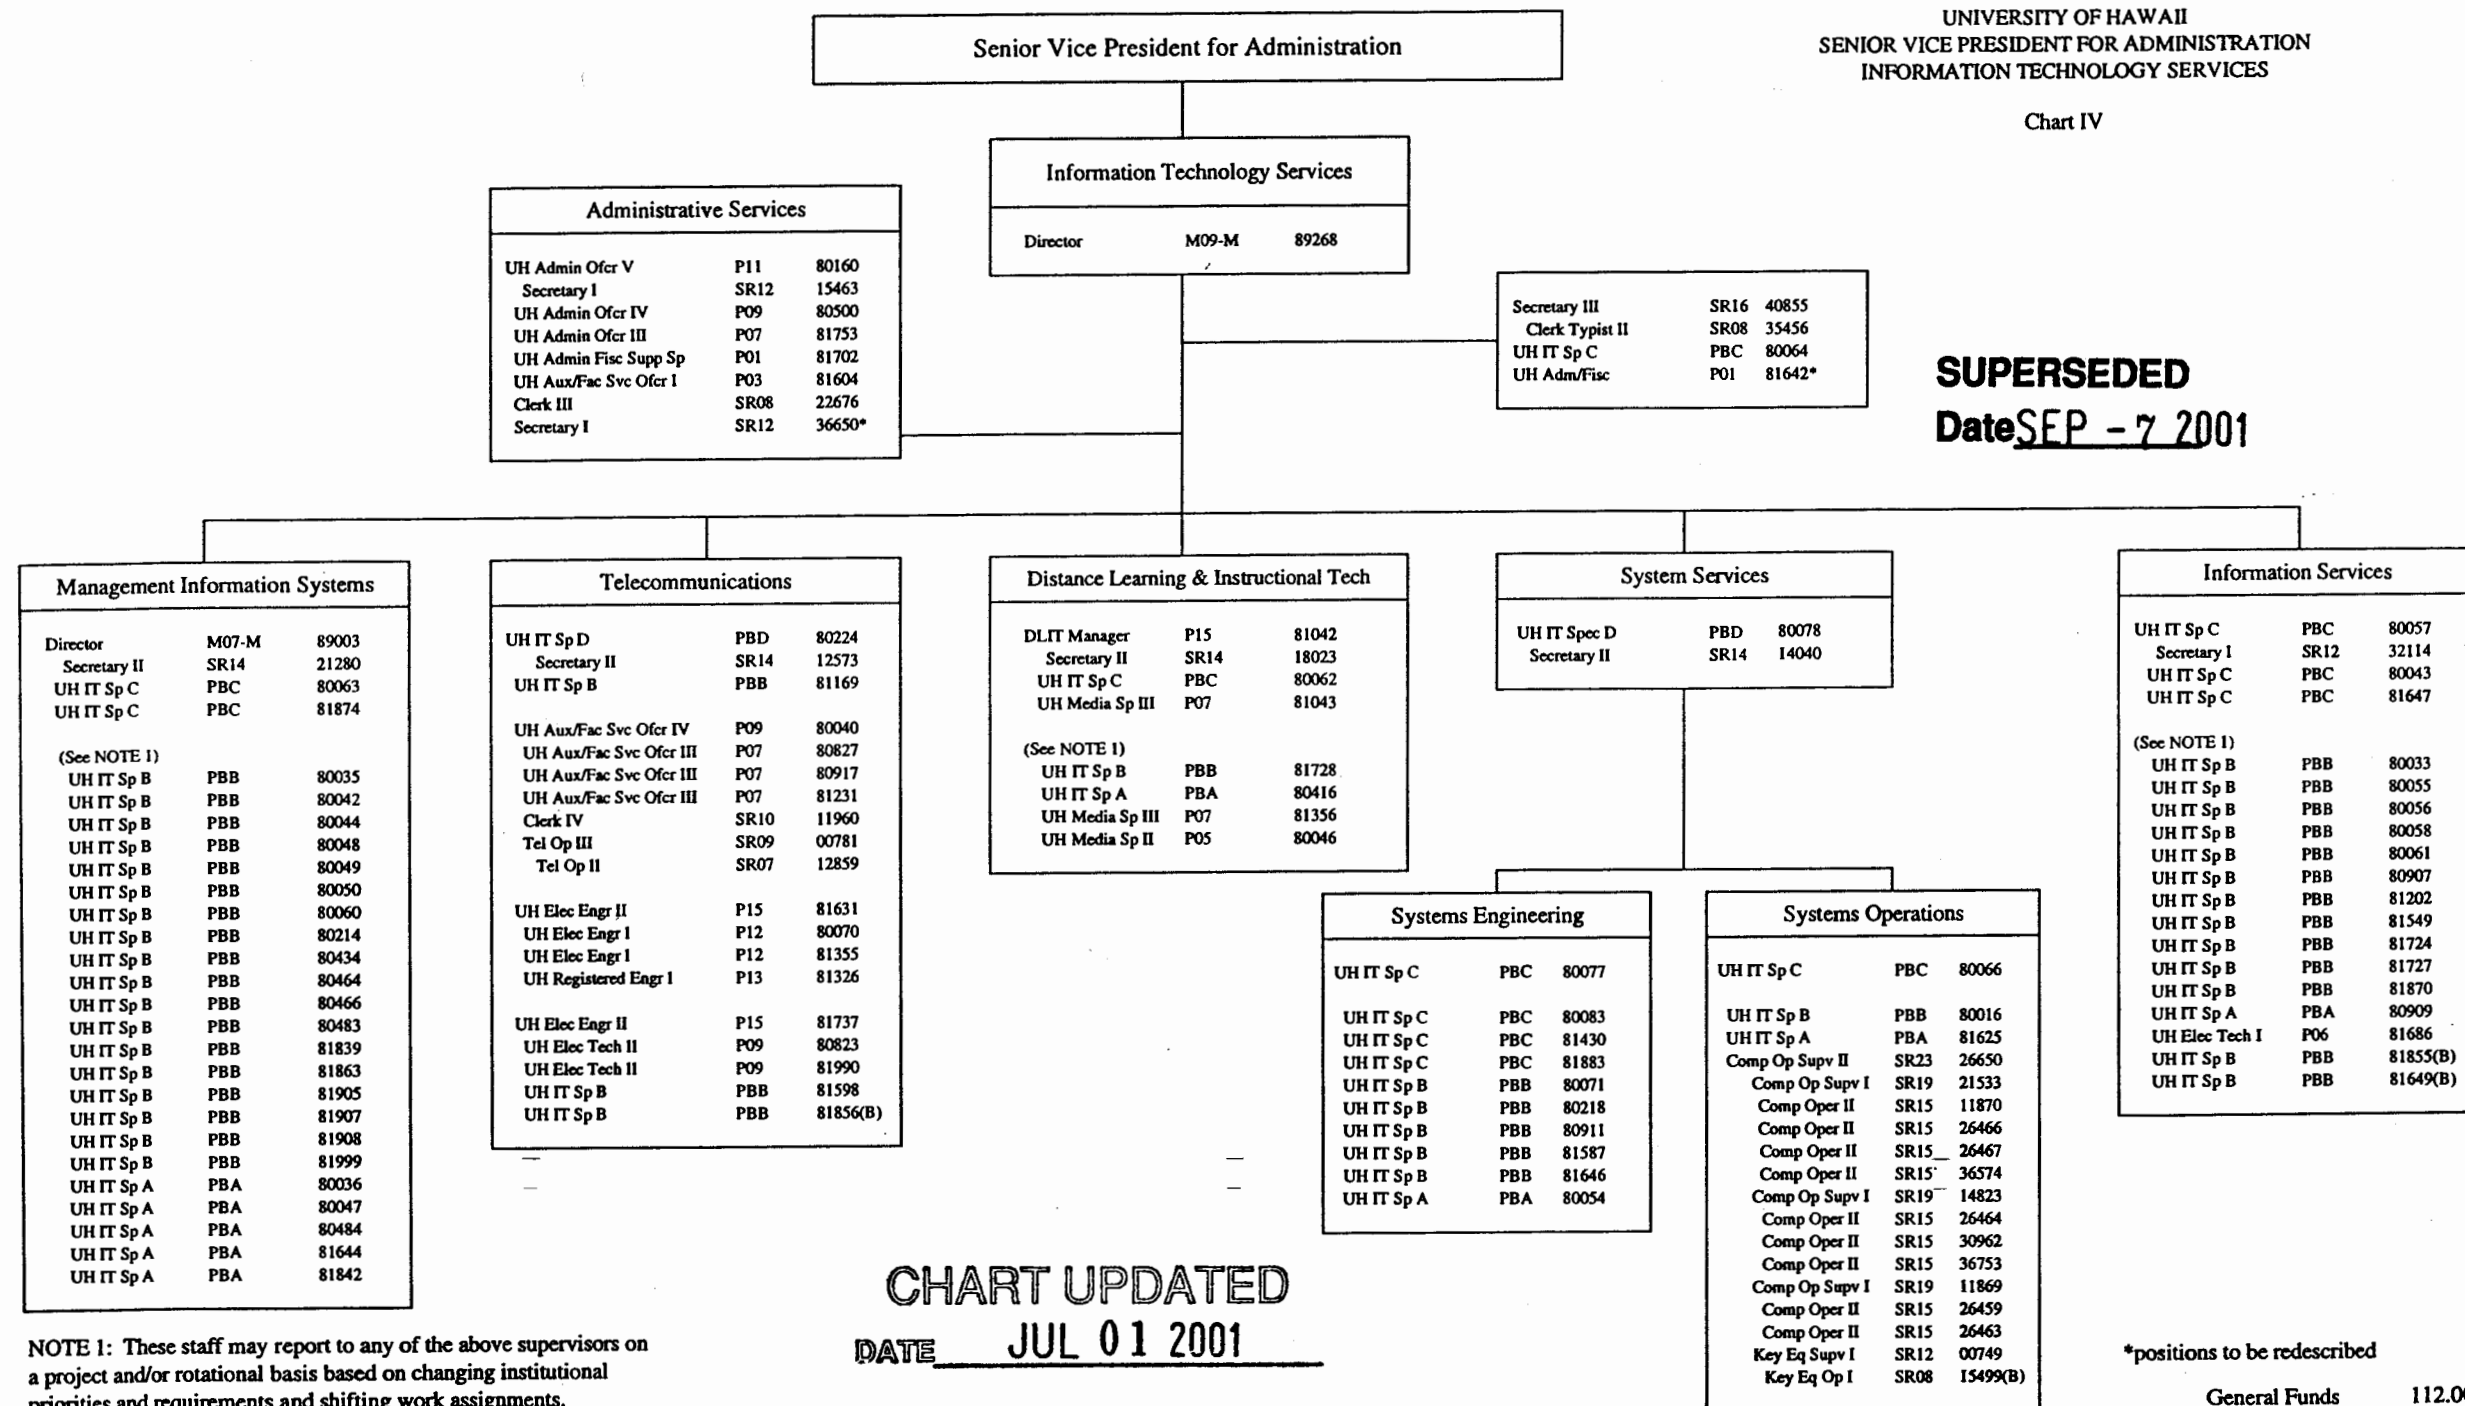 Senior Vice President for Administration
UNIVERSITY OF HAWAII
SENIOR VICE PRESIDENT FOR ADMINISTRATION
INFORMATION TECHNOLOGY SERVICES
Chart IV
Information Technology Services
Director M09-M 89268
Administrative Services
UH Admin Ofcr V P11 80160
Secretary I SR12 15463
UH Admin Ofcr IV P09 80500
UH Admin Ofcr III P07 81753
UH Admin Fisc Supp Sp P01 81702
UH Aux/Fac Svc Ofcr I P03 81604
Clerk III SR08 22676
Secretary I SR12 36650*
Secretary III SR16 40855
Clerk Typist II SR08 35456
UH IT Sp C PBC 80064
UH Adm/Fisc P01 81642*
SUPERSEDED
Date SEP - 7 2001
Management Information Systems
Director M07-M 89003
Secretary II SR14 21280
UH IT Sp C PBC 80063
UH IT Sp C PBC 81874
(See NOTE 1)
UH IT Sp B PBB 80035
UH IT Sp B PBB 80042
UH IT Sp B PBB 80044
UH IT Sp B PBB 80048
UH IT Sp B PBB 80049
UH IT Sp B PBB 80050
UH IT Sp B PBB 80060
UH IT Sp B PBB 80214
UH IT Sp B PBB 80434
UH IT Sp B PBB 80464
UH IT Sp B PBB 80466
UH IT Sp B PBB 80483
UH IT Sp B PBB 81839
UH IT Sp B PBB 81863
UH IT Sp B PBB 81905
UH IT Sp B PBB 81907
UH IT Sp B PBB 81908
UH IT Sp B PBB 81999
UH IT Sp A PBA 80036
UH IT Sp A PBA 80047
UH IT Sp A PBA 80484
UH IT Sp A PBA 81644
UH IT Sp A PBA 81842
Telecommunications
UH IT Sp D PBD 80224
Secretary II SR14 12573
UH IT Sp B PBB 81169
UH Aux/Fac Svc Ofcr IV P09 80040
UH Aux/Fac Svc Ofcr III P07 80827
UH Aux/Fac Svc Ofcr III P07 80917
UH Aux/Fac Svc Ofcr III P07 81231
Clerk IV SR10 11960
Tel Op III SR09 00781
Tel Op II SR07 12859
UH Elec Engr II P15 81631
UH Elec Engr I P12 80070
UH Elec Engr I P12 81355
UH Registered Engr I P13 81326
UH Elec Engr II P15 81737
UH Elec Tech II P09 80823
UH Elec Tech II P09 81990
UH IT Sp B PBB 81598
UH IT Sp B PBB 81856(B)
Distance Learning & Instructional Tech
DLIT Manager P15 81042
Secretary II SR14 18023
UH IT Sp C PBC 80062
UH Media Sp III P07 81043
(See NOTE 1)
UH IT Sp B PBB 81728
UH IT Sp A PBA 80416
UH Media Sp III P07 81356
UH Media Sp II P05 80046
System Services
UH IT Spec D PBD 80078
Secretary II SR14 14040
Systems Engineering
UH IT Sp C PBC 80077
UH IT Sp C PBC 80083
UH IT Sp C PBC 81430
UH IT Sp C PBC 81883
UH IT Sp B PBB 80071
UH IT Sp B PBB 80218
UH IT Sp B PBB 80911
UH IT Sp B PBB 81587
UH IT Sp B PBB 81646
UH IT Sp A PBA 80054
Systems Operations
UH IT Sp C PBC 80066
UH IT Sp B PBB 80016
UH IT Sp A PBA 81625
Comp Op Supv II SR23 26650
Comp Op Supv I SR19 21533
Comp Oper II SR15 11870
Comp Oper II SR15 26466
Comp Oper II SR15 26467
Comp Oper II SR15 36574
Comp Op Supv I SR19 14823
Comp Oper II SR15 26464
Comp Oper II SR15 30962
Comp Oper II SR15 36753
Comp Op Supv I SR19 11869
Comp Oper II SR15 26459
Comp Oper II SR15 26463
Key Eq Supv I SR12 00749
Key Eq Op I SR08 15499(B)
Information Services
UH IT Sp C PBC 80057
Secretary I SR12 32114
UH IT Sp C PBC 80043
UH IT Sp C PBC 81647
(See NOTE 1)
UH IT Sp B PBB 80033
UH IT Sp B PBB 80055
UH IT Sp B PBB 80056
UH IT Sp B PBB 80058
UH IT Sp B PBB 80061
UH IT Sp B PBB 80907
UH IT Sp B PBB 81202
UH IT Sp B PBB 81549
UH IT Sp B PBB 81724
UH IT Sp B PBB 81727
UH IT Sp B PBB 81870
UH IT Sp A PBA 80909
UH Elec Tech I P06 81686
UH IT Sp B PBB 81855(B)
UH IT Sp B PBB 81649(B)
NOTE 1: These staff may report to any of the above supervisors on
a project and/or rotational basis based on changing institutional
priorities and requirements and shifting work assignments.
CHART UPDATED
DATE JUL 01 2001
*positions to be redescribed
General Funds